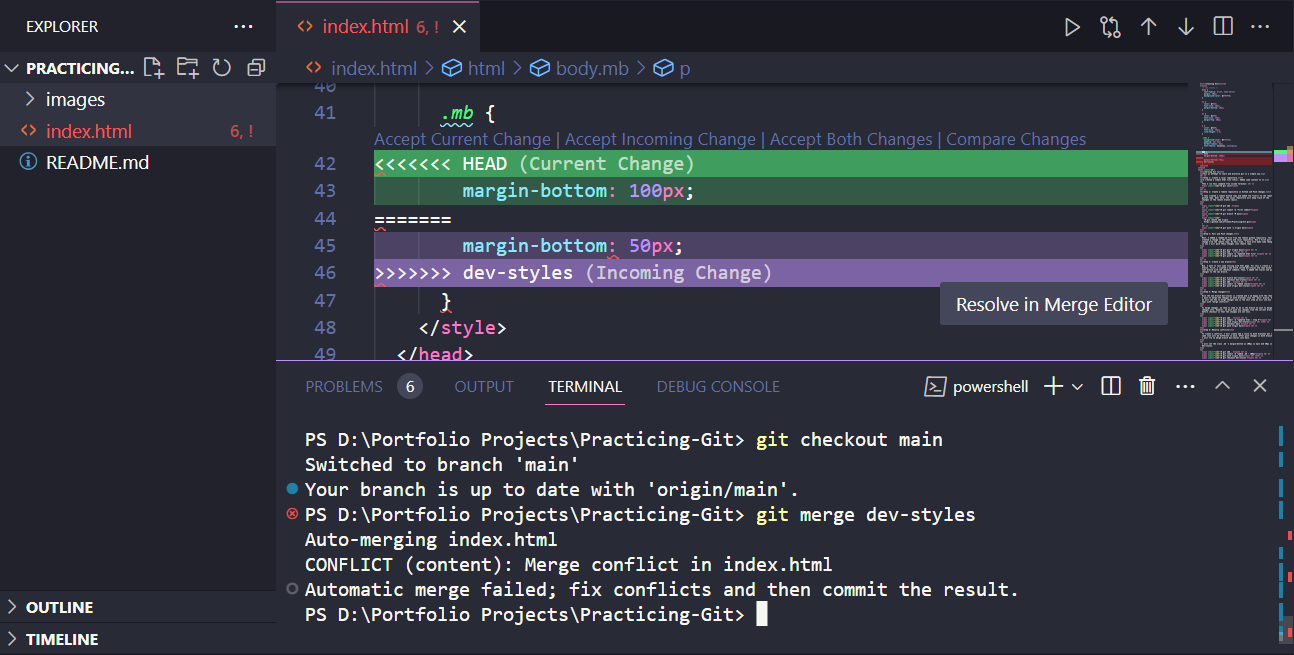 EXPLORER
PRACTICING...
images
index.html 6, !
README.md
OUTLINE
TIMELINE
index.html 6, !
index.html > html > body.mb > p
40
41 .mb {
Accept Current Change | Accept Incoming Change | Accept Both Changes | Compare Changes
42 <<<<<<< HEAD (Current Change)
43 margin-bottom: 100px;
44 =======
45 margin-bottom: 50px;
46 >>>>>>> dev-styles (Incoming Change)
47 }
48 </style>
49 </head>
Resolve in Merge Editor
PROBLEMS 6 OUTPUT TERMINAL DEBUG CONSOLE powershell
PS D:\Portfolio Projects\Practicing-Git> git checkout main
Switched to branch 'main'
Your branch is up to date with 'origin/main'.
PS D:\Portfolio Projects\Practicing-Git> git merge dev-styles
Auto-merging index.html
CONFLICT (content): Merge conflict in index.html
Automatic merge failed; fix conflicts and then commit the result.
PS D:\Portfolio Projects\Practicing-Git>